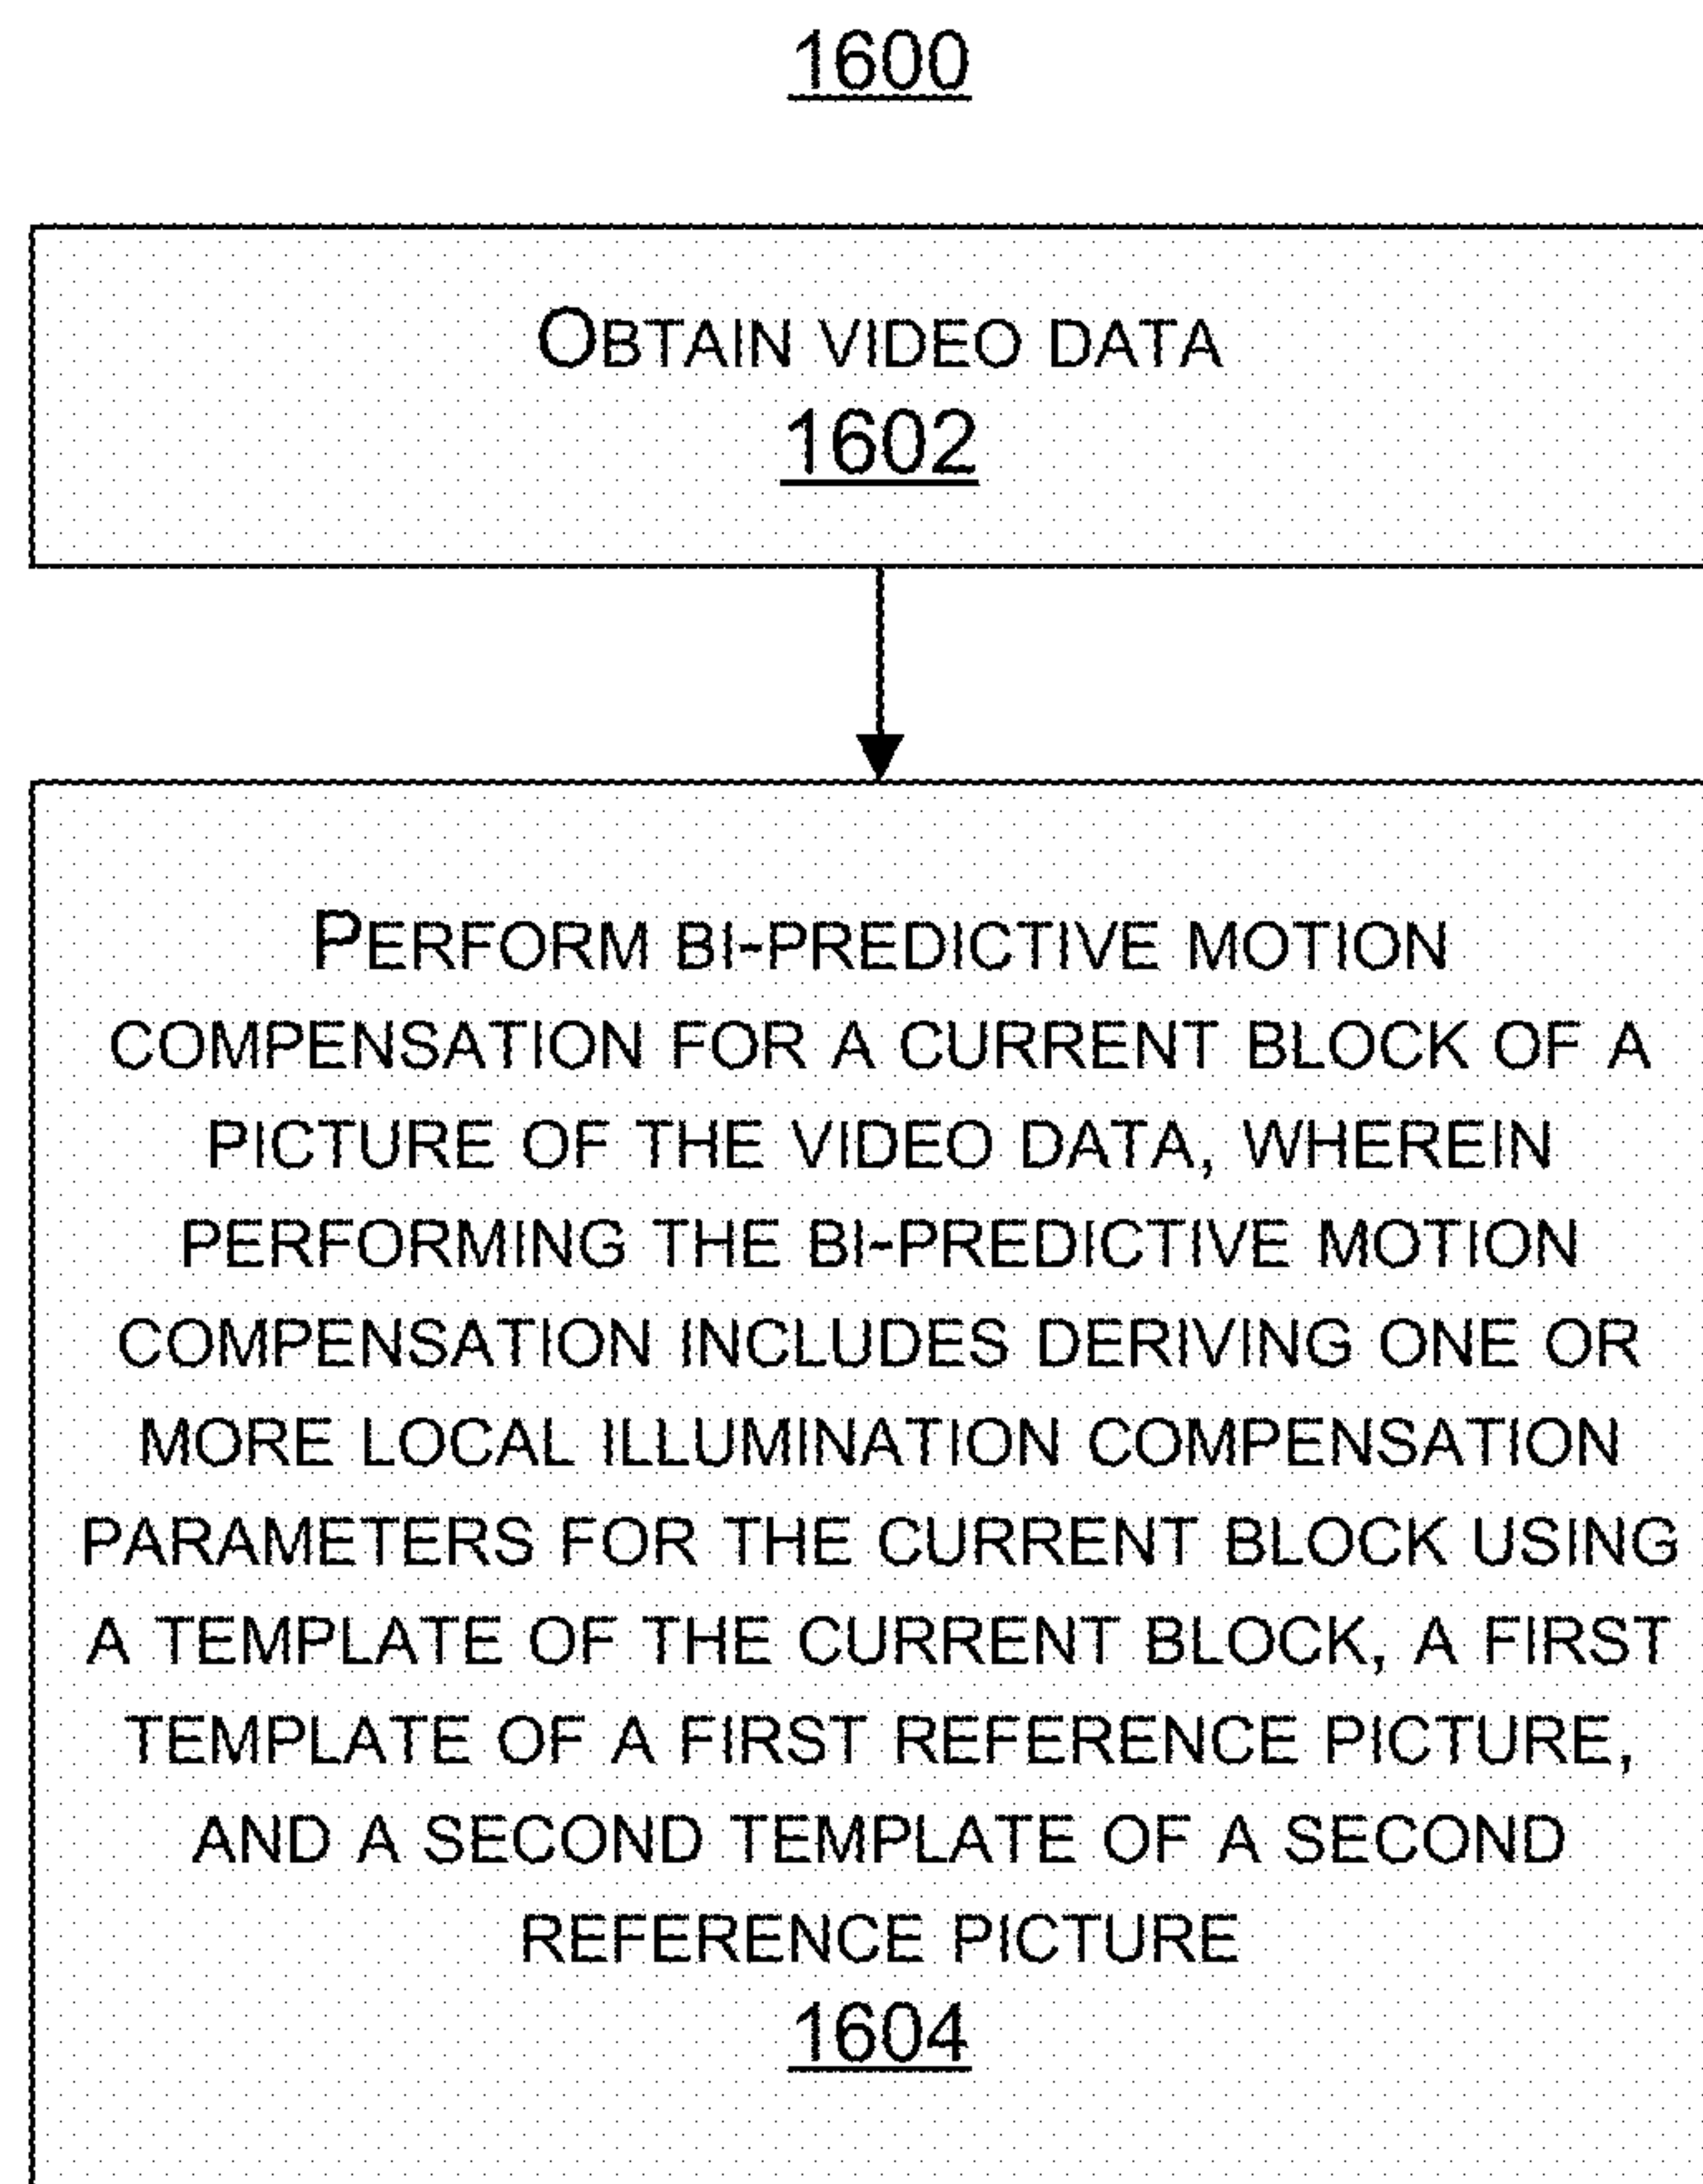 1600
OBTAIN VIDEO DATA
1602
PERFORM BI-PREDICTIVE MOTION
COMPENSATION FOR A CURRENT BLOCK OF A
PICTURE OF THE VIDEO DATA, WHEREIN
PERFORMING THE BI-PREDICTIVE MOTION
COMPENSATION INCLUDES DERIVING ONE OR
MORE LOCAL ILLUMINATION COMPENSATION
PARAMETERS FOR THE CURRENT BLOCK USING
A TEMPLATE OF THE CURRENT BLOCK, A FIRST
TEMPLATE OF A FIRST REFERENCE PICTURE,
AND A SECOND TEMPLATE OF A SECOND
REFERENCE PICTURE
1604